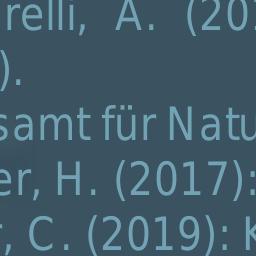 relli, A. (20
).
samt für Natu
er, H. (2017):
, C. (2019): K